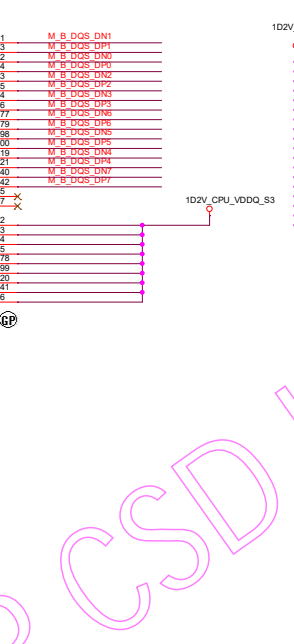 1D2V_
1 M_B_DQS_DN1
3 M_B_DQS_DP1
2 M_B_DQS_DN0
4 M_B_DQS_DP0
3 M_B_DQS_DN2
5 M_B_DQS_DP2
4 M_B_DQS_DN3
6 M_B_DQS_DP3
77 M_B_DQS_DN6
79 M_B_DQS_DP6
98 M_B_DQS_DN5
00 M_B_DQS_DP5
19 M_B_DQS_DN4
21 M_B_DQS_DP4
40 M_B_DQS_DN7
42 M_B_DQS_DP7
5
7
1D2V_CPU_VDDQ_S3
2
3
4
5
78
99
20
41
6
GP
CSD